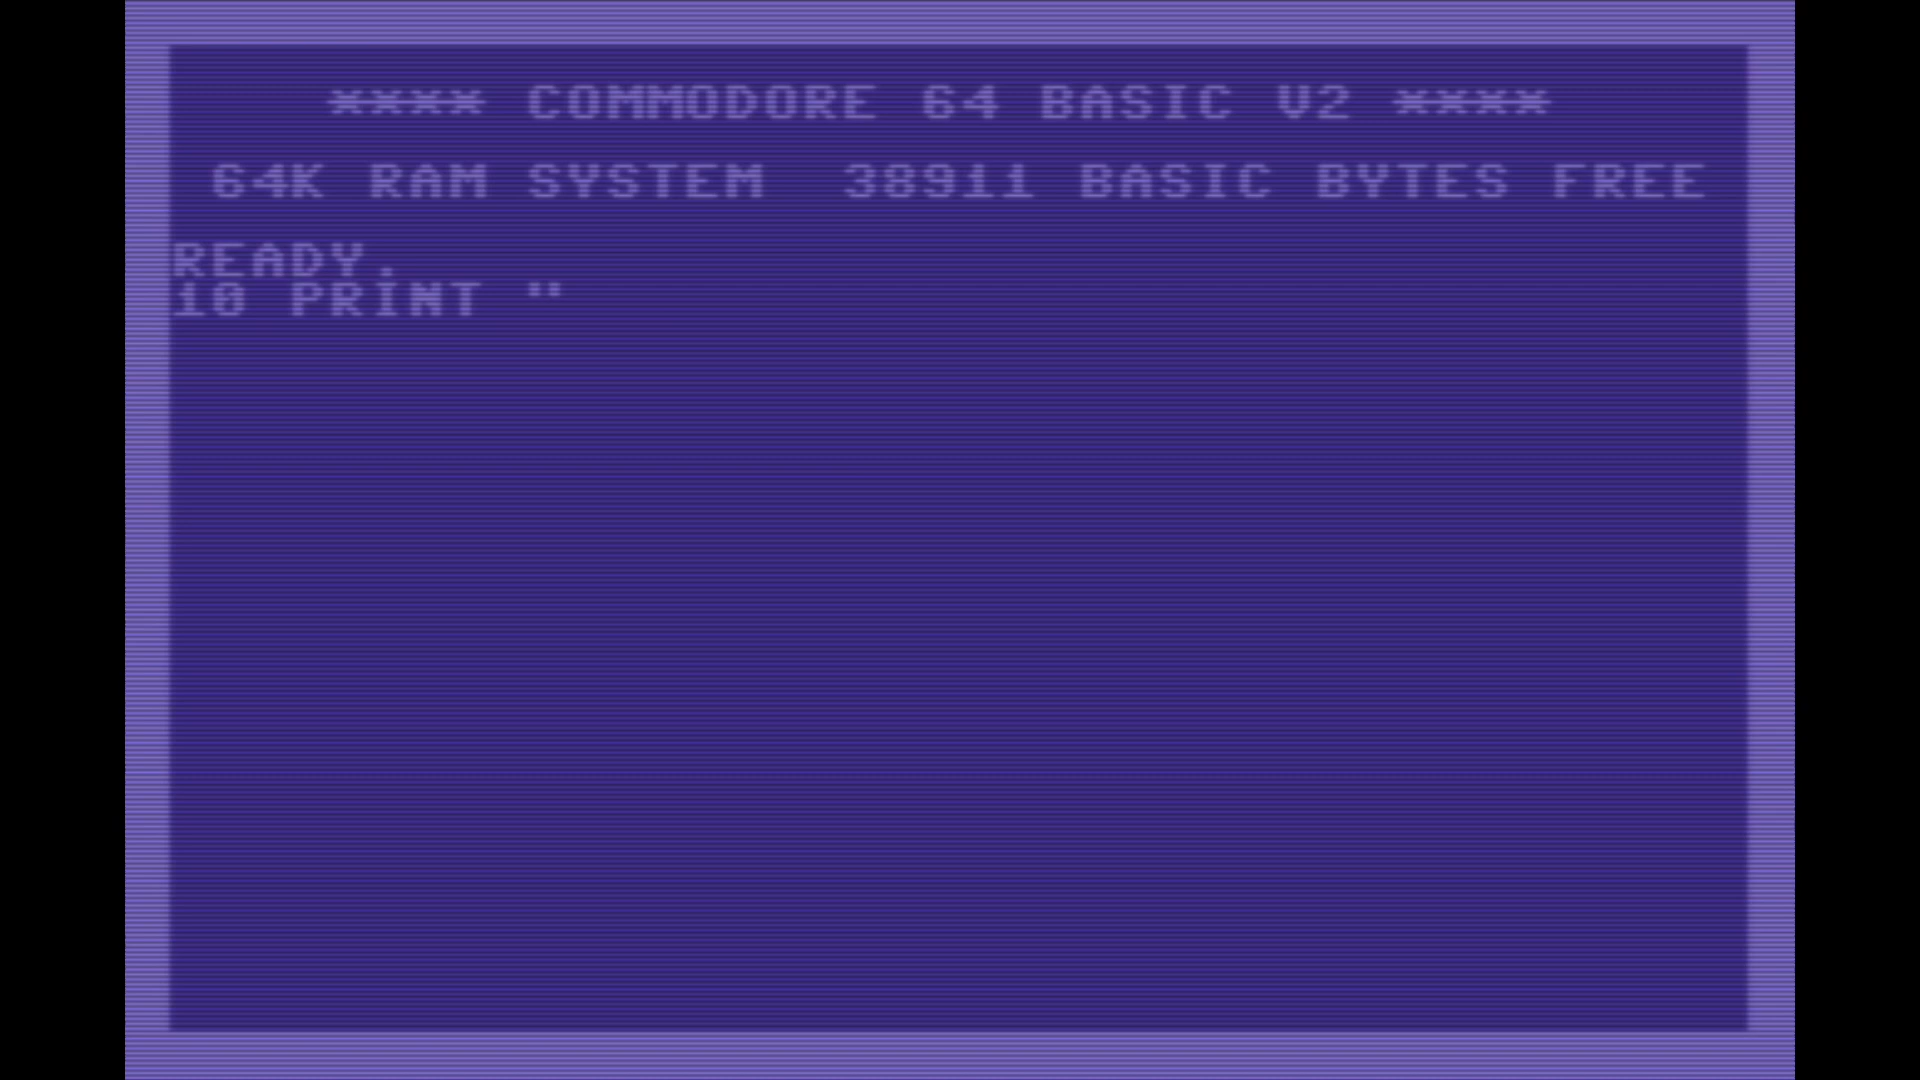 **** COMMODORE 64 BASIC V2 ****
64K RAM SYSTEM  38911 BASIC BYTES FREE
READY.
10 PRINT "